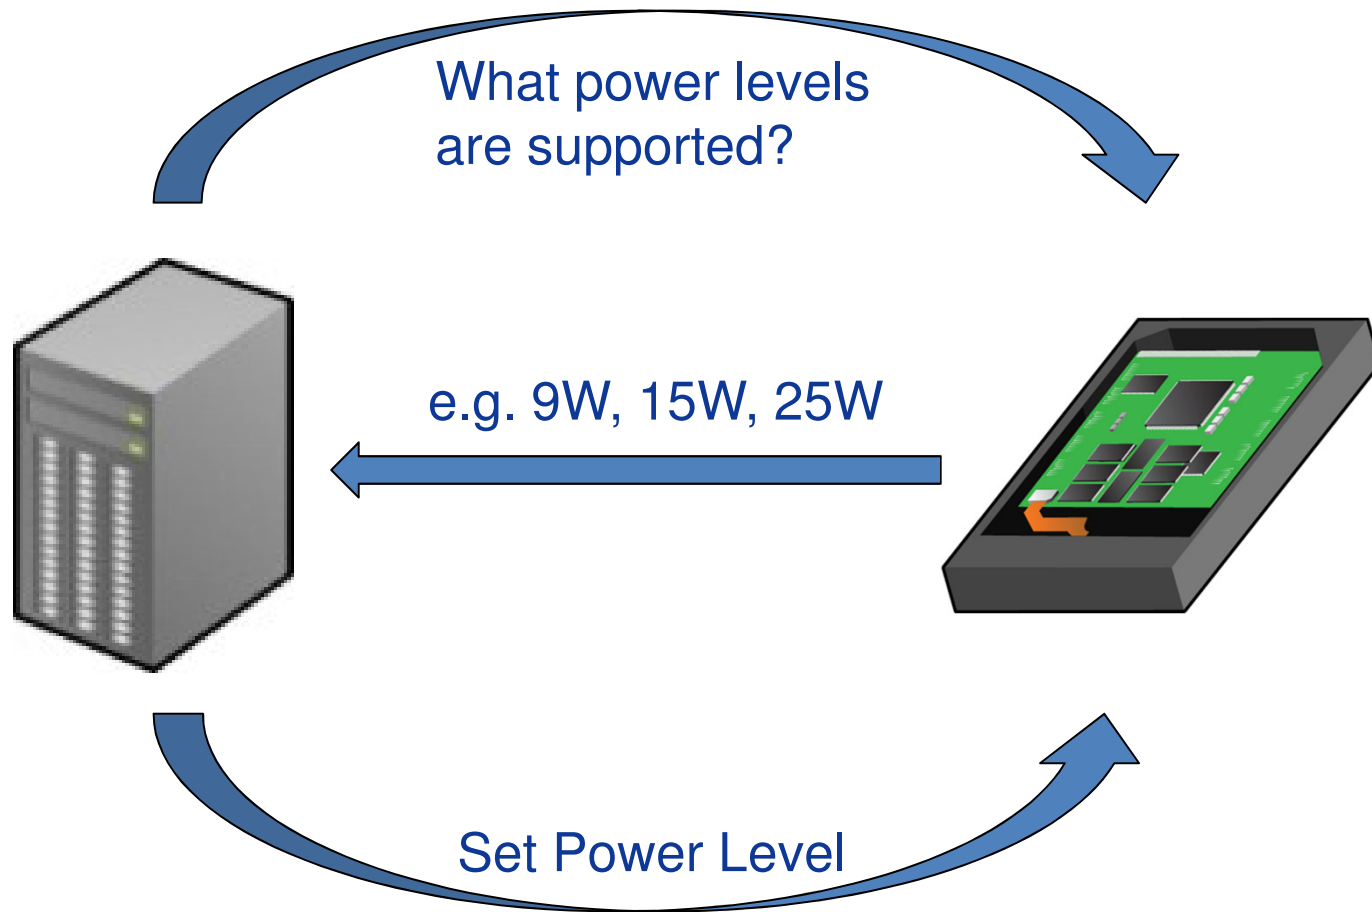 What power levels
are supported?
e.g. 9W, 15W, 25W
Set Power Level